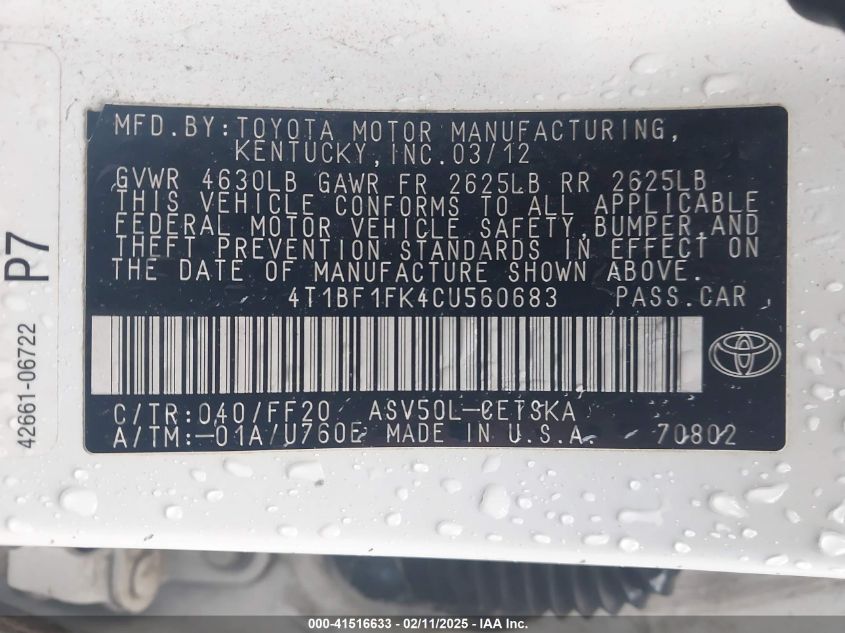 MFD.BY:TOYOTA MOTOR MANUFACTURING,
KENTUCKY,INC.03/12
GVWR 4630LB GAWR FR 2625LB RR 2625LB
THIS VEHICLE CONFORMS TO ALL APPLICABLE
FEDERAL MOTOR VEHICLE SAFETY,BUMPER,AND
THEFT PREVENTION STANDARDS IN EFFECT ON
THE DATE OF MANUFACTURE SHOWN ABOVE.
4T1BF1FK4CU560683 PASS.CAR
C/TR:040/FF20 ASV50L-CETSKA
A/TM:-01A/U760E MADE IN U.S.A. 70802
P7
42661-06722
000-41516633 - 02/11/2025 - IAA Inc.